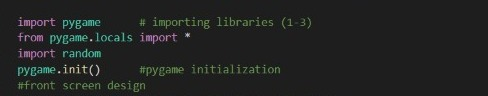 import pygame     # importing libraries (1-3)
from pygame.locals import *
import random
pygame.init()     #pygame initialization
#front screen design